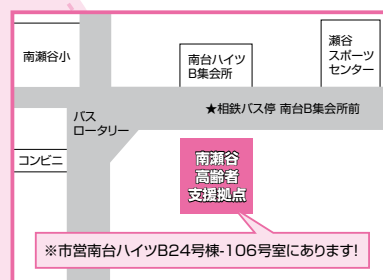 南瀬谷小
南台ハイツ
B集会所
瀬谷
スポーツ
センター
バス
ロータリー
★相鉄バス停 南台B集会所前
コンビニ
南瀬谷
高齢者
支援拠点
※市営南台ハイツB24号棟-106号室にあります!